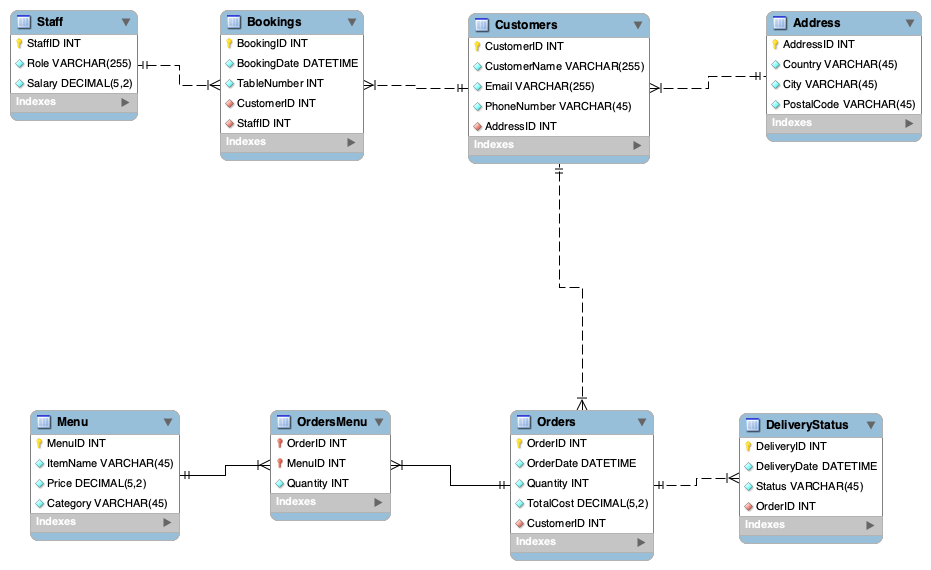 Staff
StaffID INT
Role VARCHAR(255)
Salary DECIMAL(5,2)
Indexes
Bookings
BookingID INT
BookingDate DATETIME
TableNumber INT
CustomerID INT
StaffID INT
Indexes
Customers
CustomerID INT
CustomerName VARCHAR(255)
Email VARCHAR(255)
PhoneNumber VARCHAR(45)
AddressID INT
Indexes
Address
AddressID INT
Country VARCHAR(45)
City VARCHAR(45)
PostalCode VARCHAR(45)
Indexes
Menu
MenuID INT
ItemName VARCHAR(45)
Price DECIMAL(5,2)
Category VARCHAR(45)
Indexes
OrdersMenu
OrderID INT
MenuID INT
Quantity INT
Indexes
Orders
OrderID INT
OrderDate DATETIME
Quantity INT
TotalCost DECIMAL(5,2)
CustomerID INT
Indexes
DeliveryStatus
DeliveryID INT
DeliveryDate DATETIME
Status VARCHAR(45)
OrderID INT
Indexes